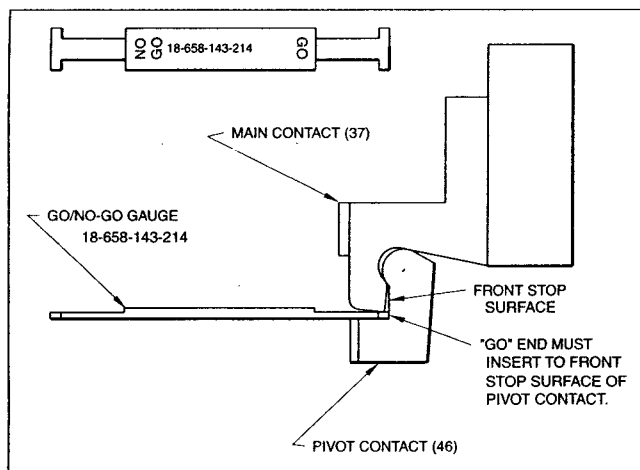 NO
GO
18-658-143-214
GO
MAIN CONTACT (37)
GO/NO-GO GAUGE
18-658-143-214
FRONT STOP
SURFACE
"GO" END MUST
INSERT TO FRONT
STOP SURFACE OF
PIVOT CONTACT.
PIVOT CONTACT (46)